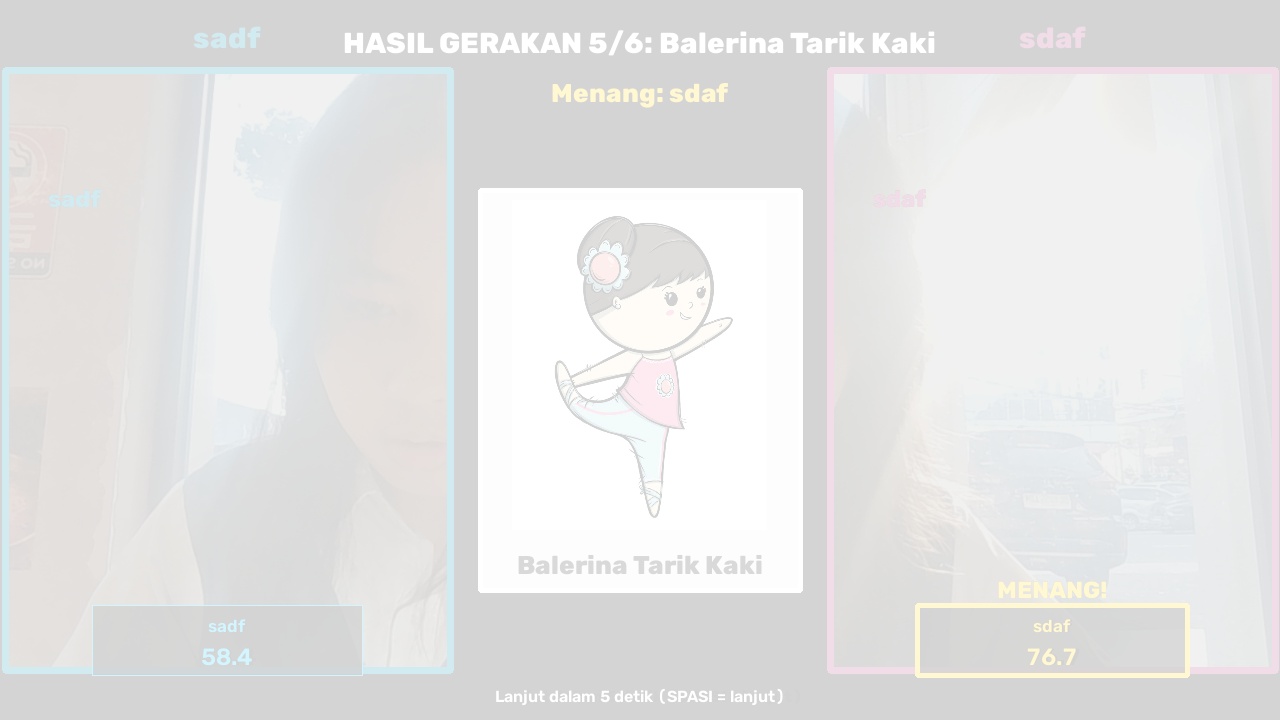 sadf
HASIL GERAKAN 5/6: Balerina Tarik Kaki
sdaf
Menang: sdaf
sadf
sdaf
Balerina Tarik Kaki
MENANG!
sadf
58.4
sdaf
76.7
Lanjut dalam 5 detik (SPASI = lanjut)